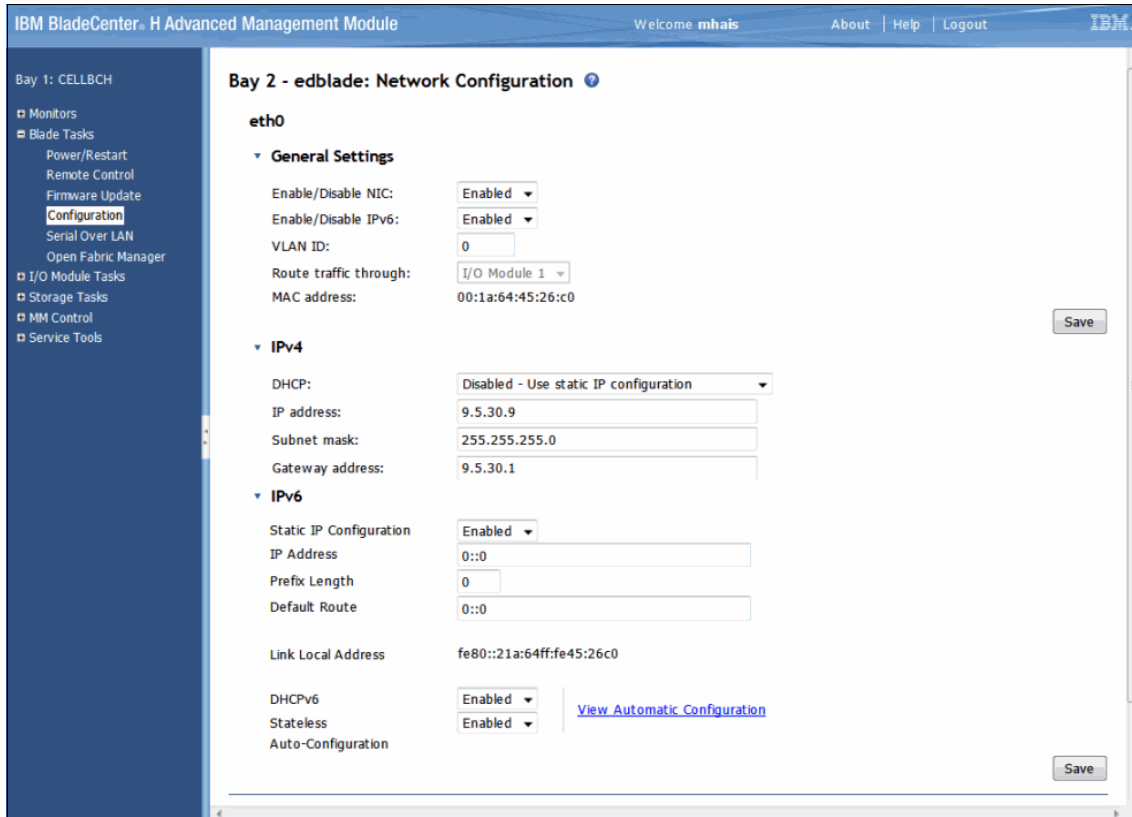 IBM BladeCenter® H Advanced Management Module
Welcome mhais
About | Help | Logout
IBM.
Bay 1: CELLBCH
Monitors
Blade Tasks
Power/Restart
Remote Control
Firmware Update
Configuration
Serial Over LAN
Open Fabric Manager
I/O Module Tasks
Storage Tasks
MM Control
Service Tools
Bay 2 - edblade: Network Configuration ?
eth0
General Settings
Enable/Disable NIC: Enabled
Enable/Disable IPv6: Enabled
VLAN ID: 0
Route traffic through: I/O Module 1
MAC address: 00:1a:64:45:26:c0
Save
IPv4
DHCP: Disabled - Use static IP configuration
IP address: 9.5.30.9
Subnet mask: 255.255.255.0
Gateway address: 9.5.30.1
IPv6
Static IP Configuration Enabled
IP Address 0::0
Prefix Length 0
Default Route 0::0
Link Local Address fe80::21a:64ff:fe45:26c0
DHCPv6 Enabled
View Automatic Configuration
Stateless Enabled
Auto-Configuration
Save